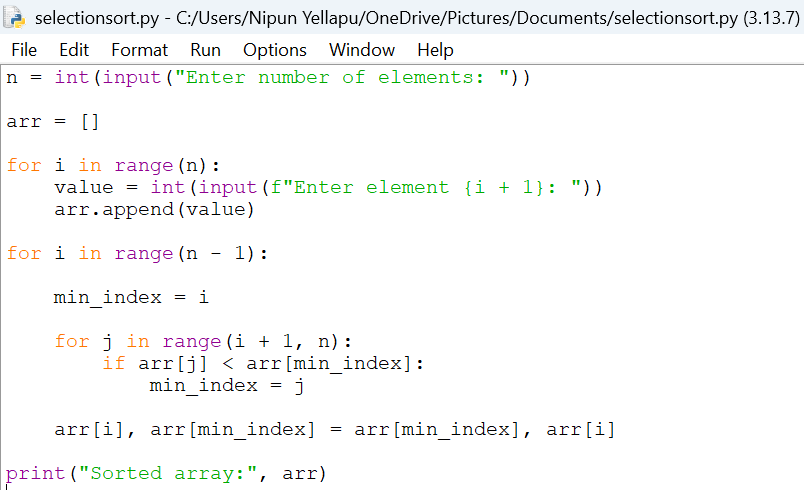 selectionsort.py - C:/Users/Nipun Yellapu/OneDrive/Pictures/Documents/selectionsort.py (3.13.7)
File Edit Format Run Options Window Help
n = int(input("Enter number of elements: "))
arr = []
for i in range(n):
    value = int(input(f"Enter element {i + 1}: "))
    arr.append(value)
for i in range(n - 1):
    min_index = i
    for j in range(i + 1, n):
        if arr[j] < arr[min_index]:
            min_index = j
    arr[i], arr[min_index] = arr[min_index], arr[i]
print("Sorted array:", arr)